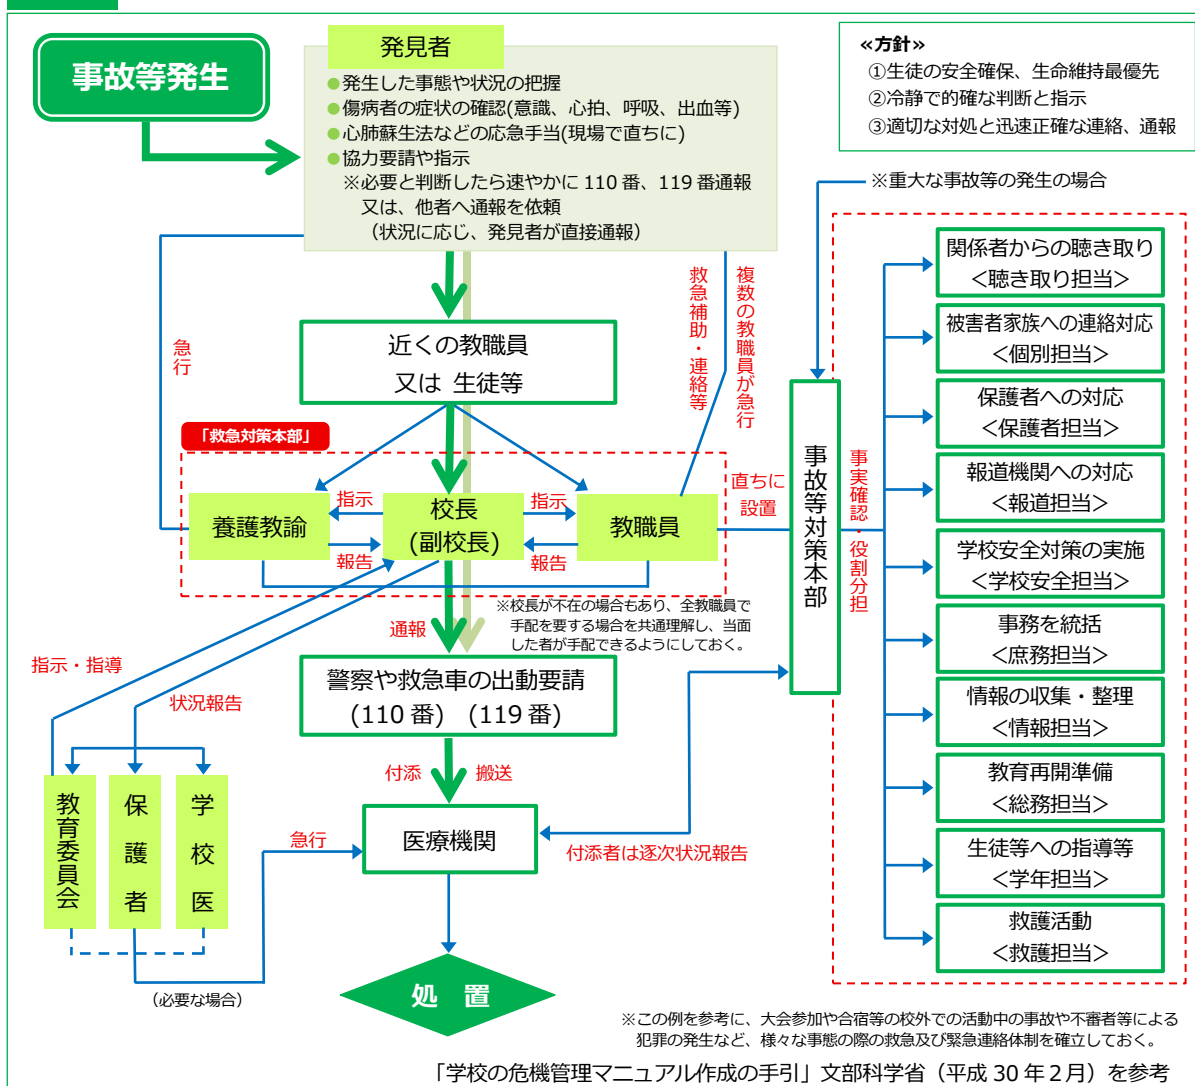 事故等発生
発見者
●発生した事態や状況の把握
●傷病者の症状の確認(意識、心拍、呼吸、出血等)
●心肺蘇生法などの応急手当(現場で直ちに)
●協力要請や指示
※必要と判断したら速やかに 110 番、119 番通報
又は、他者へ通報を依頼
（状況に応じ、発見者が直接通報）
≪方針≫
①生徒の安全確保、生命維持最優先
②冷静で的確な判断と指示
③適切な対処と迅速正確な連絡、通報
※重大な事故等の発生の場合
急行
救急補助・連絡等
複数の教職員が急行
近くの教職員
又は 生徒等
「救急対策本部」
養護教諭
指示
報告
校長
(副校長)
指示
報告
教職員
直ちに
設置
事故等対策本部
事実確認・役割分担
関係者からの聴き取り
＜聴き取り担当＞
被害者家族への連絡対応
＜個別担当＞
保護者への対応
＜保護者担当＞
報道機関への対応
＜報道担当＞
学校安全対策の実施
＜学校安全担当＞
事務を統括
＜庶務担当＞
情報の収集・整理
＜情報担当＞
教育再開準備
＜総務担当＞
生徒等への指導等
＜学年担当＞
救護活動
＜救護担当＞
※校長が不在の場合もあり、全教職員で
手配を要する場合を共通理解し、当面
した者が手配できるようにしておく。
通報
指示・指導
状況報告
警察や救急車の出動要請
(110 番) (119 番)
付添
搬送
教育委員会
保護者
学校医
急行
医療機関
付添者は逐次状況報告
(必要な場合)
処 置
※この例を参考に、大会参加や合宿等の校外での活動中の事故や不審者等による
犯罪の発生など、様々な事態の際の救急及び緊急連絡体制を確立しておく。
「学校の危機管理マニュアル作成の手引」文部科学省（平成 30 年２月）を参考